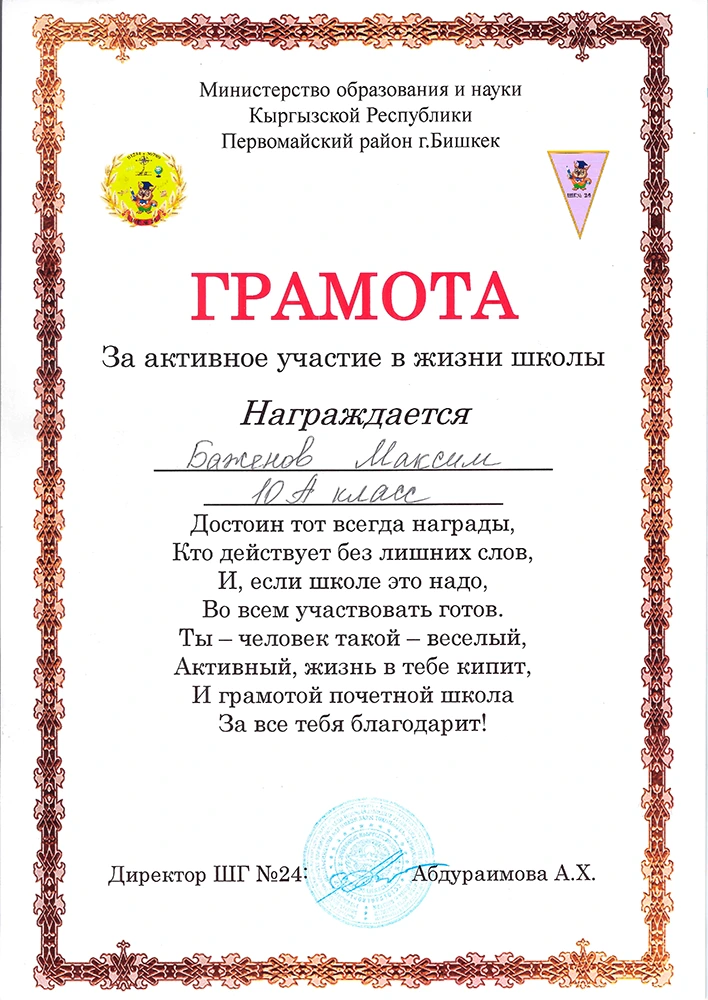 Министерство образования и науки
Кыргызской Республики
Первомайский район г.Бишкек
ГРАМОТА
За активное участие в жизни школы
Награждается
Баженов Максим
10 А класс
Достоин тот всегда награды,
Кто действует без лишних слов,
И, если школе это надо,
Во всем участвовать готов.
Ты – человек такой – веселый,
Активный, жизнь в тебе кипит,
И грамотой почетной школа
За все тебя благодарит!
Директор ШГ №24: Абдураимова А.Х.